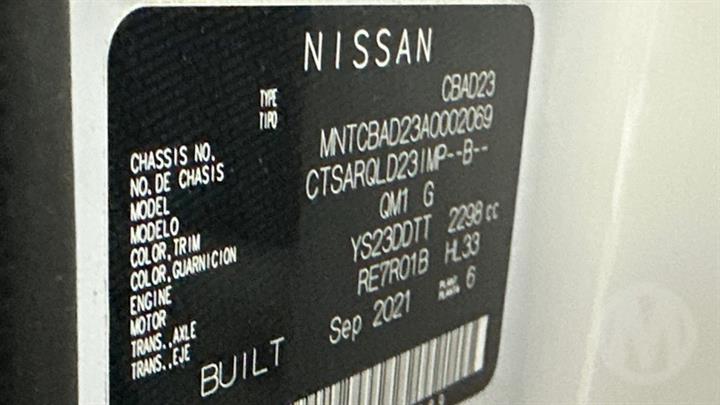 NISSAN
TYPE
TIPO CBAD23
CHASSIS NO.
NO. DE CHASIS MNTCBAD23A0002069
MODEL
MODELO CTSARQLD23IMP--B--
COLOR, TRIM
COLOR, GUARNICION QM1 G
ENGINE
MOTOR YS23DDTT 2298 cc
TRANS., AXLE
TRANS., EJE RE7R01B HL33
PLANT
PLANTA 6
BUILT Sep 2021
M